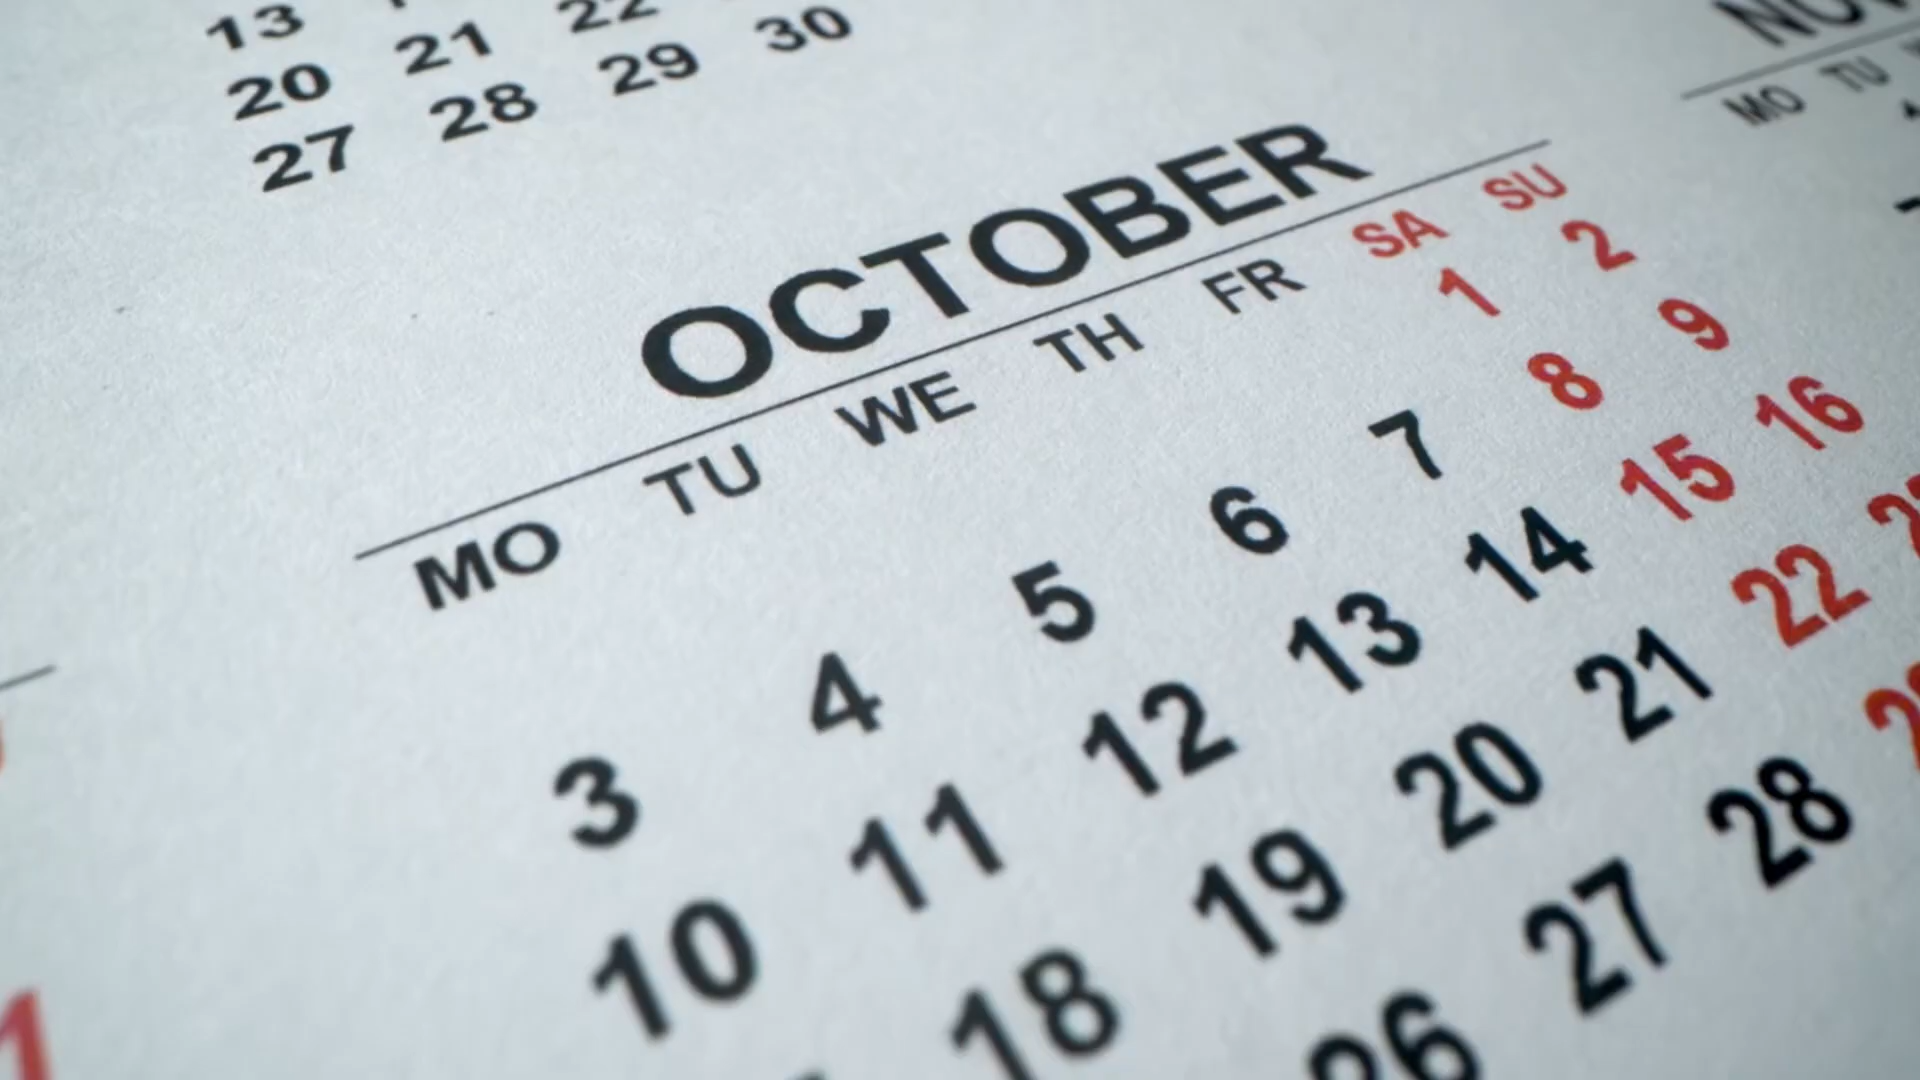 13 22
20 21
27 28 29 30
OCTOBER
MO TU WE TH FR SA SU
1 2
3 4 5 6 7 8 9
10 11 12 13 14 15 16
18 19 20 21 22
26 27 28
MO TU